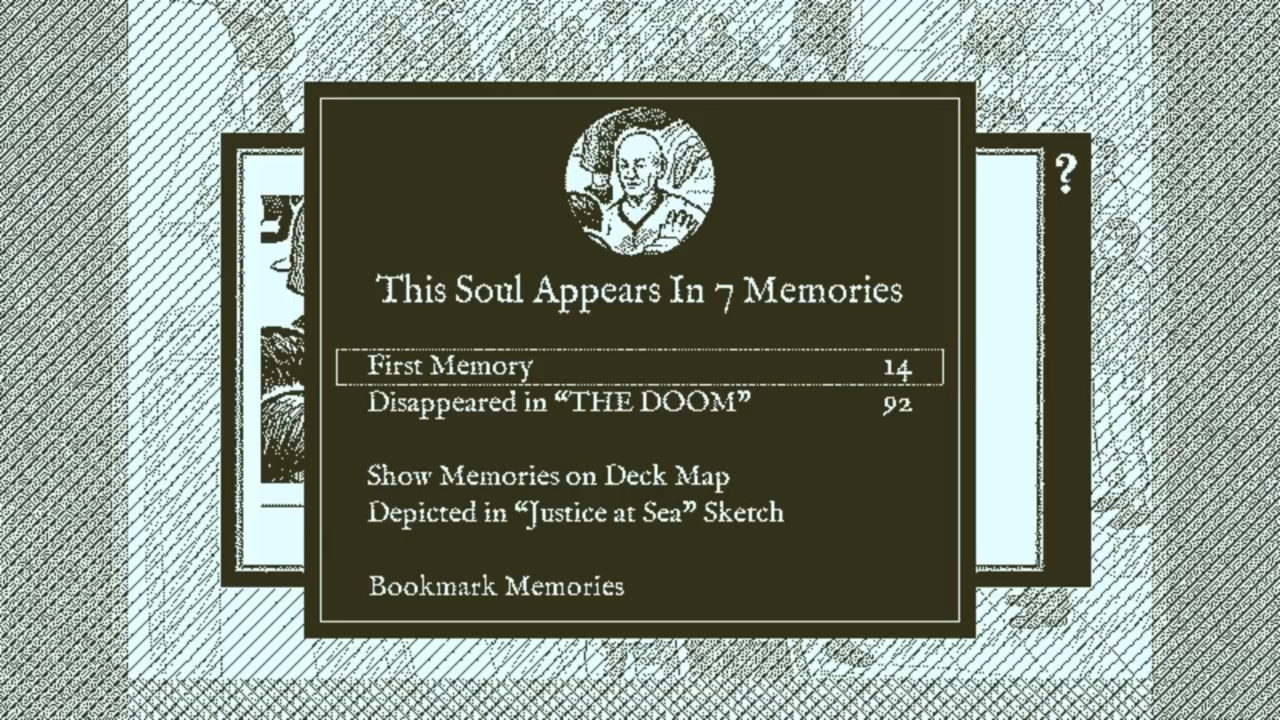 ?
This Soul Appears In 7 Memories
First Memory 14
Disappeared in “THE DOOM” 92
Show Memories on Deck Map
Depicted in “Justice at Sea” Sketch
Bookmark Memories